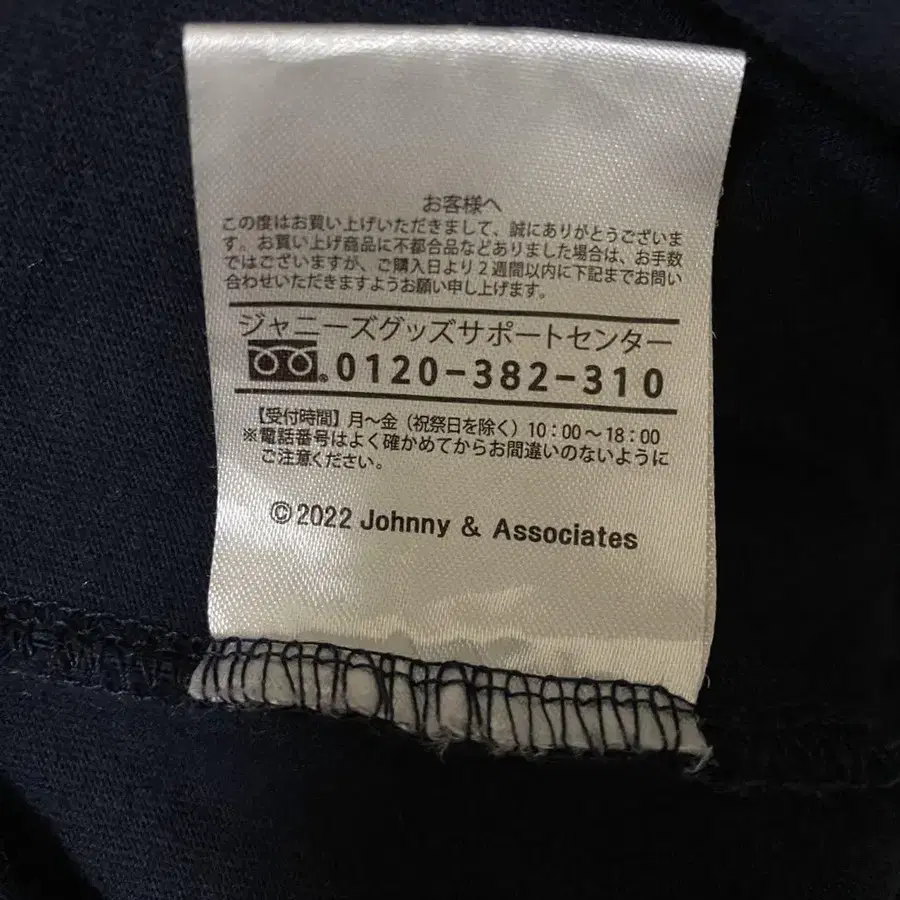 お客様へ
この度はお買い上げいただきまして、誠にありがとうございま
す。お買い上げ商品に不都合品などありました場合は、お手数
ではございますが、ご購入日より2週間以内に下記までお問い
合わせいただきますようお願い申し上げます。
ジャニーズグッズサポートセンター
0120-382-310
【受付時間】月～金（祝祭日を除く）10：00～18：00
※電話番号はよく確かめてからお間違いのないように
ご注意ください。
©2022 Johnny & Associates